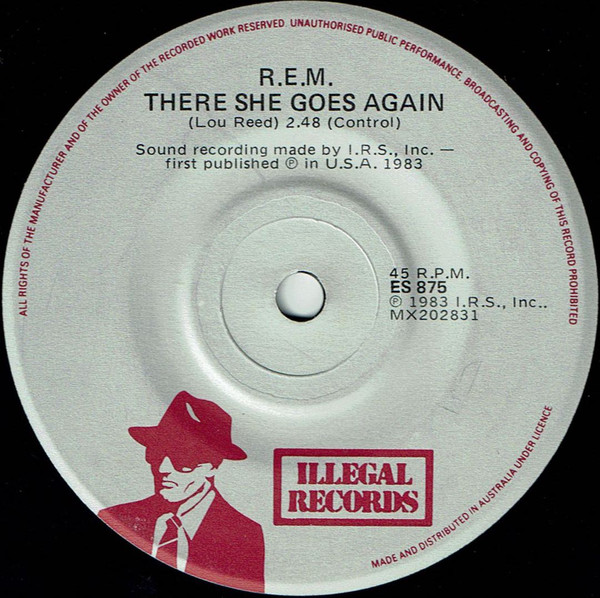 ALL RIGHTS OF THE MANUFACTURER AND OF THE OWNER OF THE RECORDED WORK RESERVED. UNAUTHORISED PUBLIC PERFORMANCE, BROADCASTING AND COPYING OF THIS RECORD PROHIBITED
R.E.M.
THERE SHE GOES AGAIN
(Lou Reed) 2.48 (Control)
Sound recording made by I.R.S., Inc. —
first published ℗ in U.S.A. 1983
45 R.P.M.
ES 875
℗ 1983 I.R.S., Inc..
MX202831
ILLEGAL
RECORDS
MADE AND DISTRIBUTED IN AUSTRALIA UNDER LICENCE